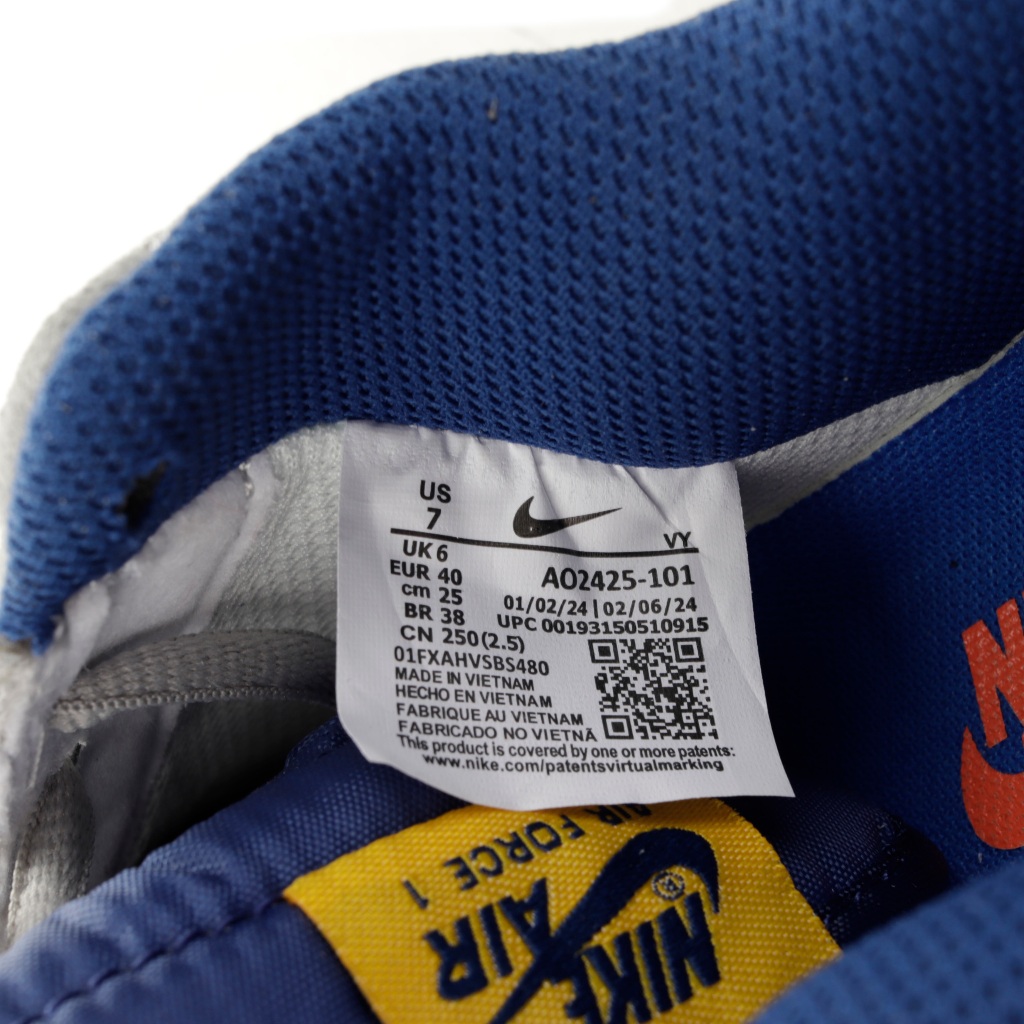 US
7
VY
UK 6
EUR 40
cm 25
BR 38
CN 250 (2.5)
AO2425-101
01/02/24 | 02/06/24
UPC 00193150510915
01FXAHVSBS480
MADE IN VIETNAM
HECHO EN VIETNAM
FABRIQUE AU VIETNAM
FABRICADO NO VIETNÃ
This product is covered by one or more patents:
www.nike.com/patentsvirtualmarking
AIR FORCE 1
NIKE ®
AIR